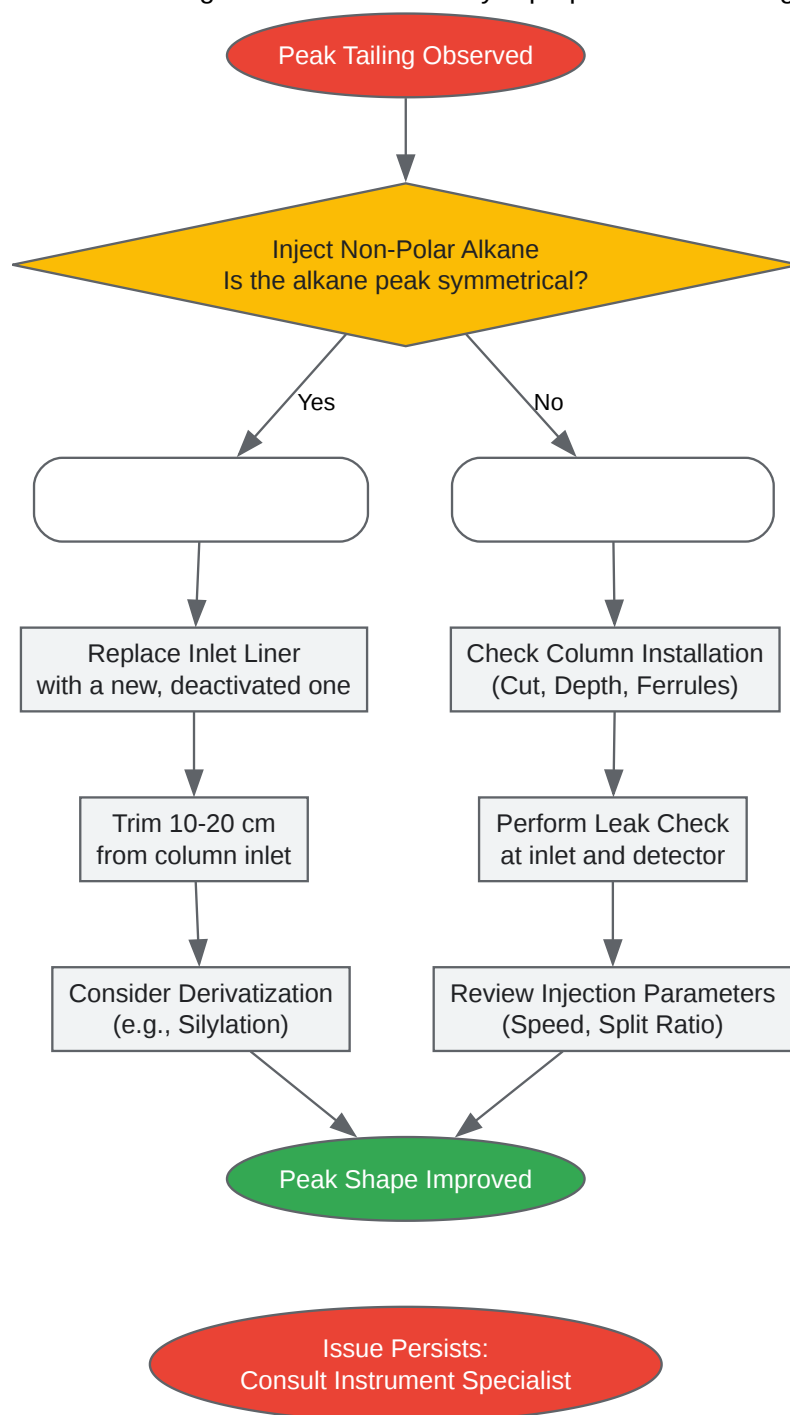 Peak Tailing Observed
Inject Non-Polar Alkane
Is the alkane peak symmetrical?
Yes
No
Replace Inlet Liner
with a new, deactivated one
Check Column Installation
(Cut, Depth, Ferrules)
Trim 10-20 cm
from column inlet
Perform Leak Check
at inlet and detector
Consider Derivatization
(e.g., Silylation)
Review Injection Parameters
(Speed, Split Ratio)
Peak Shape Improved
Issue Persists:
Consult Instrument Specialist